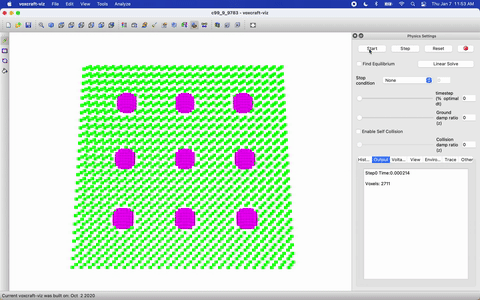 voxcraft-viz File Edit View Tools Analyze
Thu Jan 7 11:53 AM
c99_9_9763 - voxcraft-viz
Physics Settings
Start Step Reset
Find Equilibrium Linear Solve
Stop condition None 0
timestep (% optimal dt) 0
Ground damp ratio (z) 0
Enable Self Collision
Collision damp ratio (z) 0
Hist... Output Volta... View Enviro... Trace Other
Step0 Time:0.000214
Voxels: 2711
Current voxcraft-viz was built on: Oct 2 2020